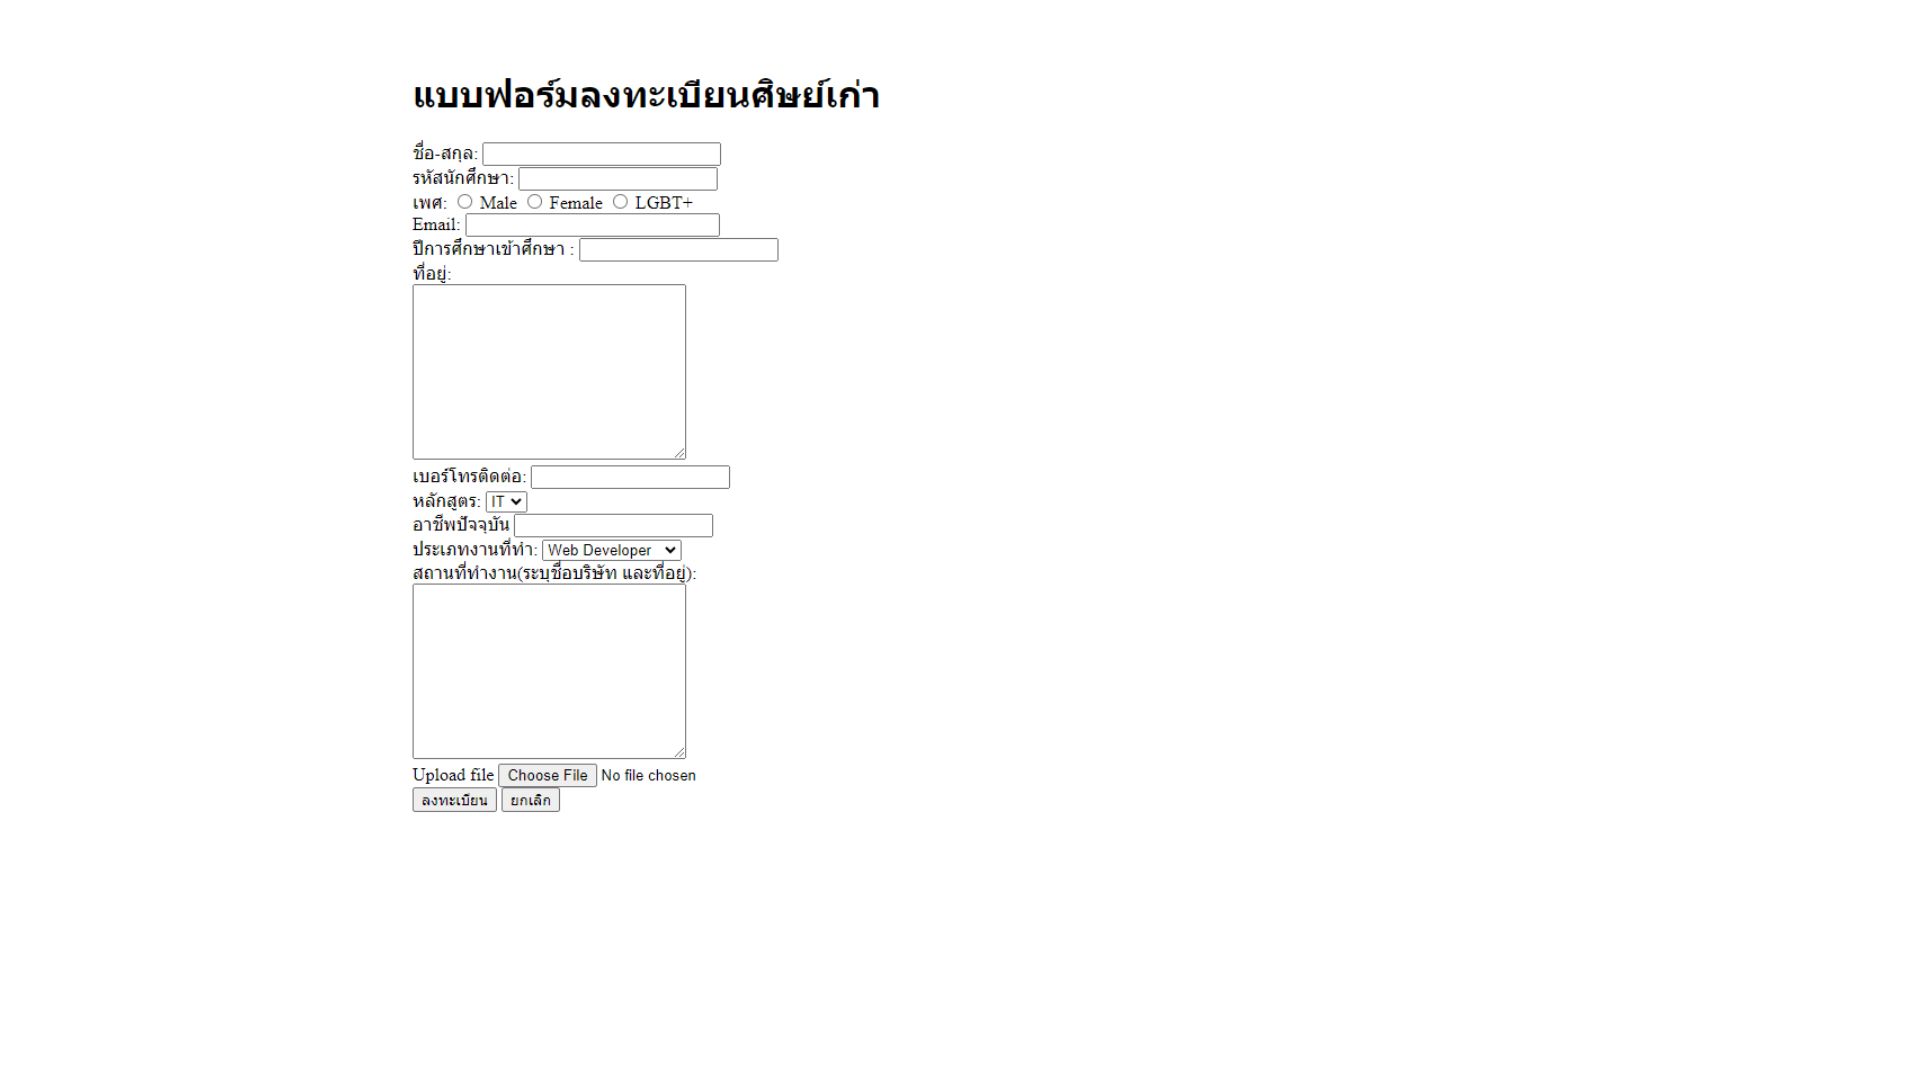 แบบฟอร์มลงทะเบียนศิษย์เก่า
ชื่อ-สกุล:
รหัสนักศึกษา:
เพศ: Male Female LGBT+
Email:
ปีการศึกษาเข้าศึกษา :
ที่อยู่:
เบอร์โทรติดต่อ:
หลักสูตร: IT
อาชีพปัจจุบัน
ประเภทงานที่ทำ: Web Developer
สถานที่ทำงาน(ระบุชื่อบริษัท และที่อยู่):
Upload file Choose File No file chosen
ลงทะเบียน ยกเลิก